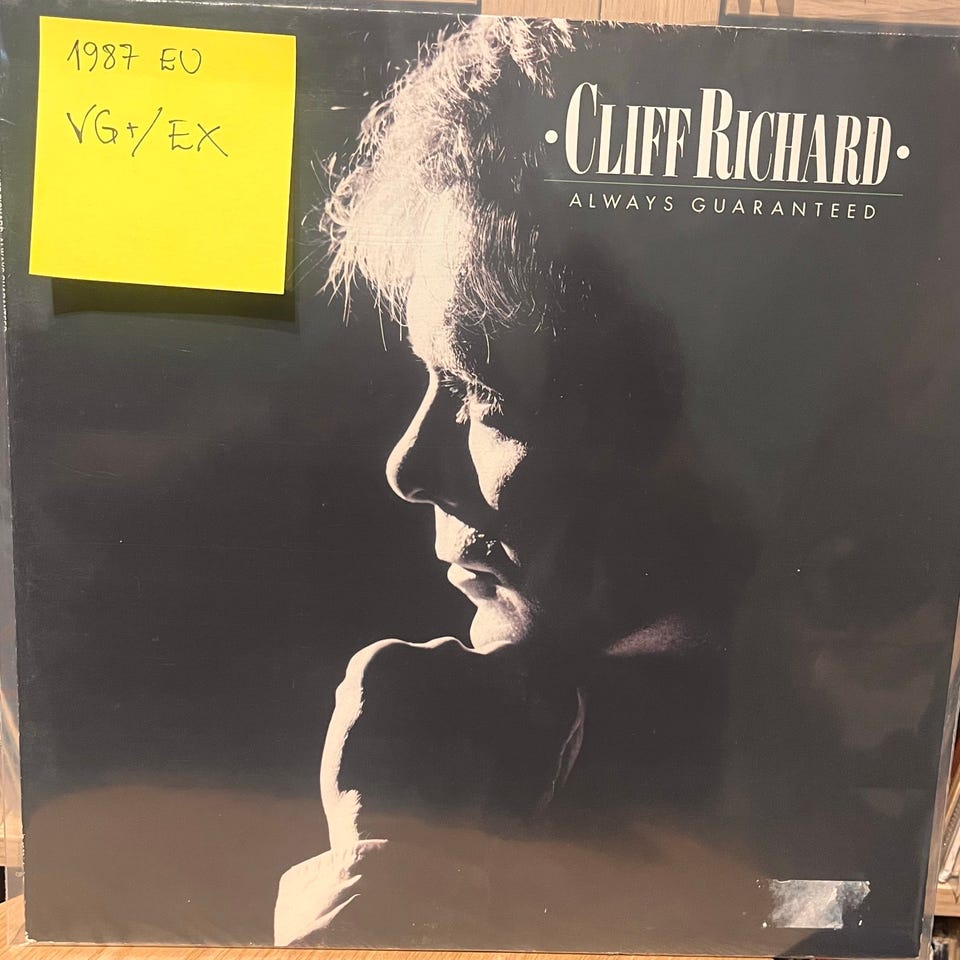 1987 EU
VG+/EX
•CLIFF RICHARD•
ALWAYS GUARANTEED